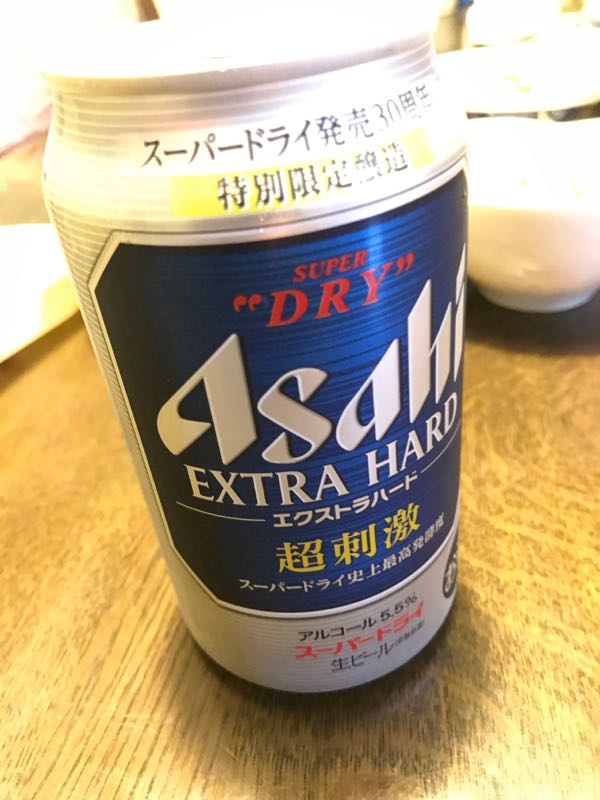 スーパードライ発売30周年
特別限定醸造
SUPER
"DRY"
Asahi
EXTRA HARD
エクストラハード
超刺激
スーパードライ史上最高発酵度
アルコール 5.5%
スーパードライ
生ビール